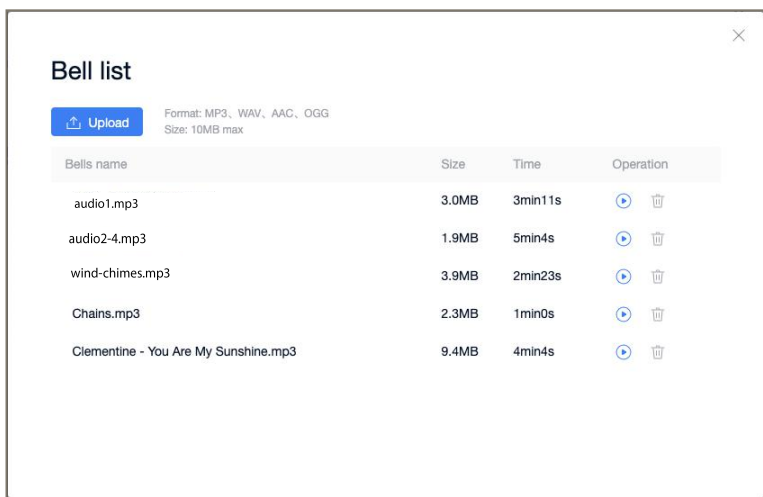 Bell list
Upload
Format: MP3、WAV、AAC、OGG
Size: 10MB max
Bells name Size Time Operation
audio1.mp3 3.0MB 3min11s
audio2-4.mp3 1.9MB 5min4s
wind-chimes.mp3 3.9MB 2min23s
Chains.mp3 2.3MB 1min0s
Clementine - You Are My Sunshine.mp3 9.4MB 4min4s